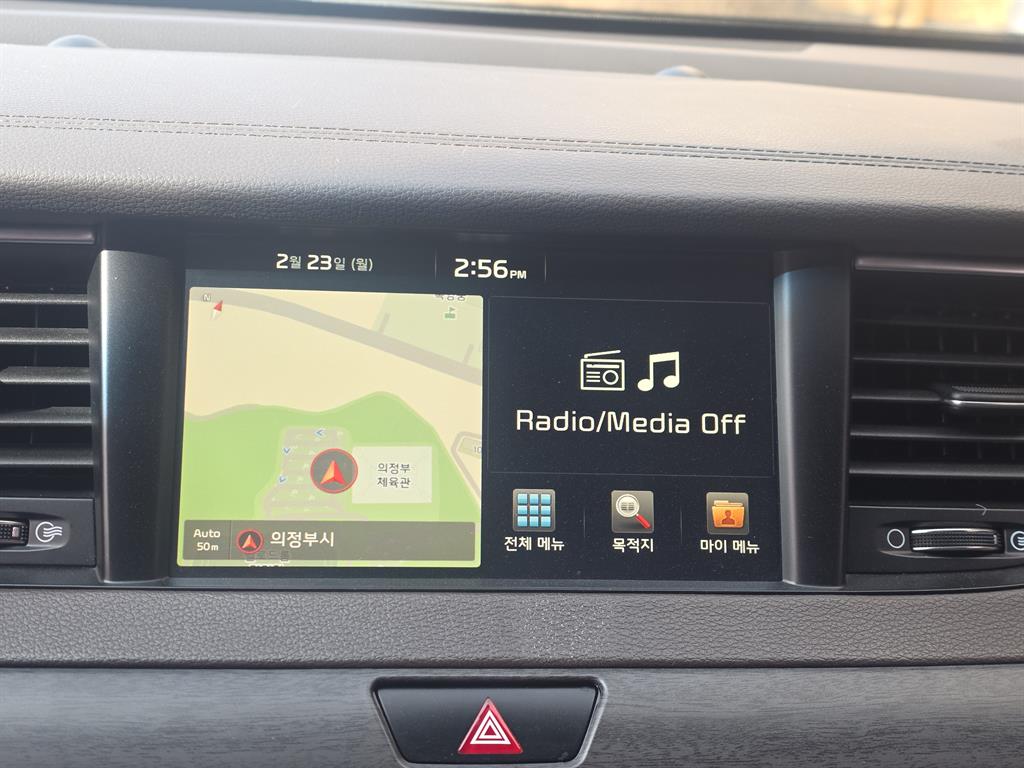 2월 23일 (월)
2:56PM
N
의정부
체육관
Auto
50m
의정부시
Radio/Media Off
전체 메뉴
목적지
마이 메뉴